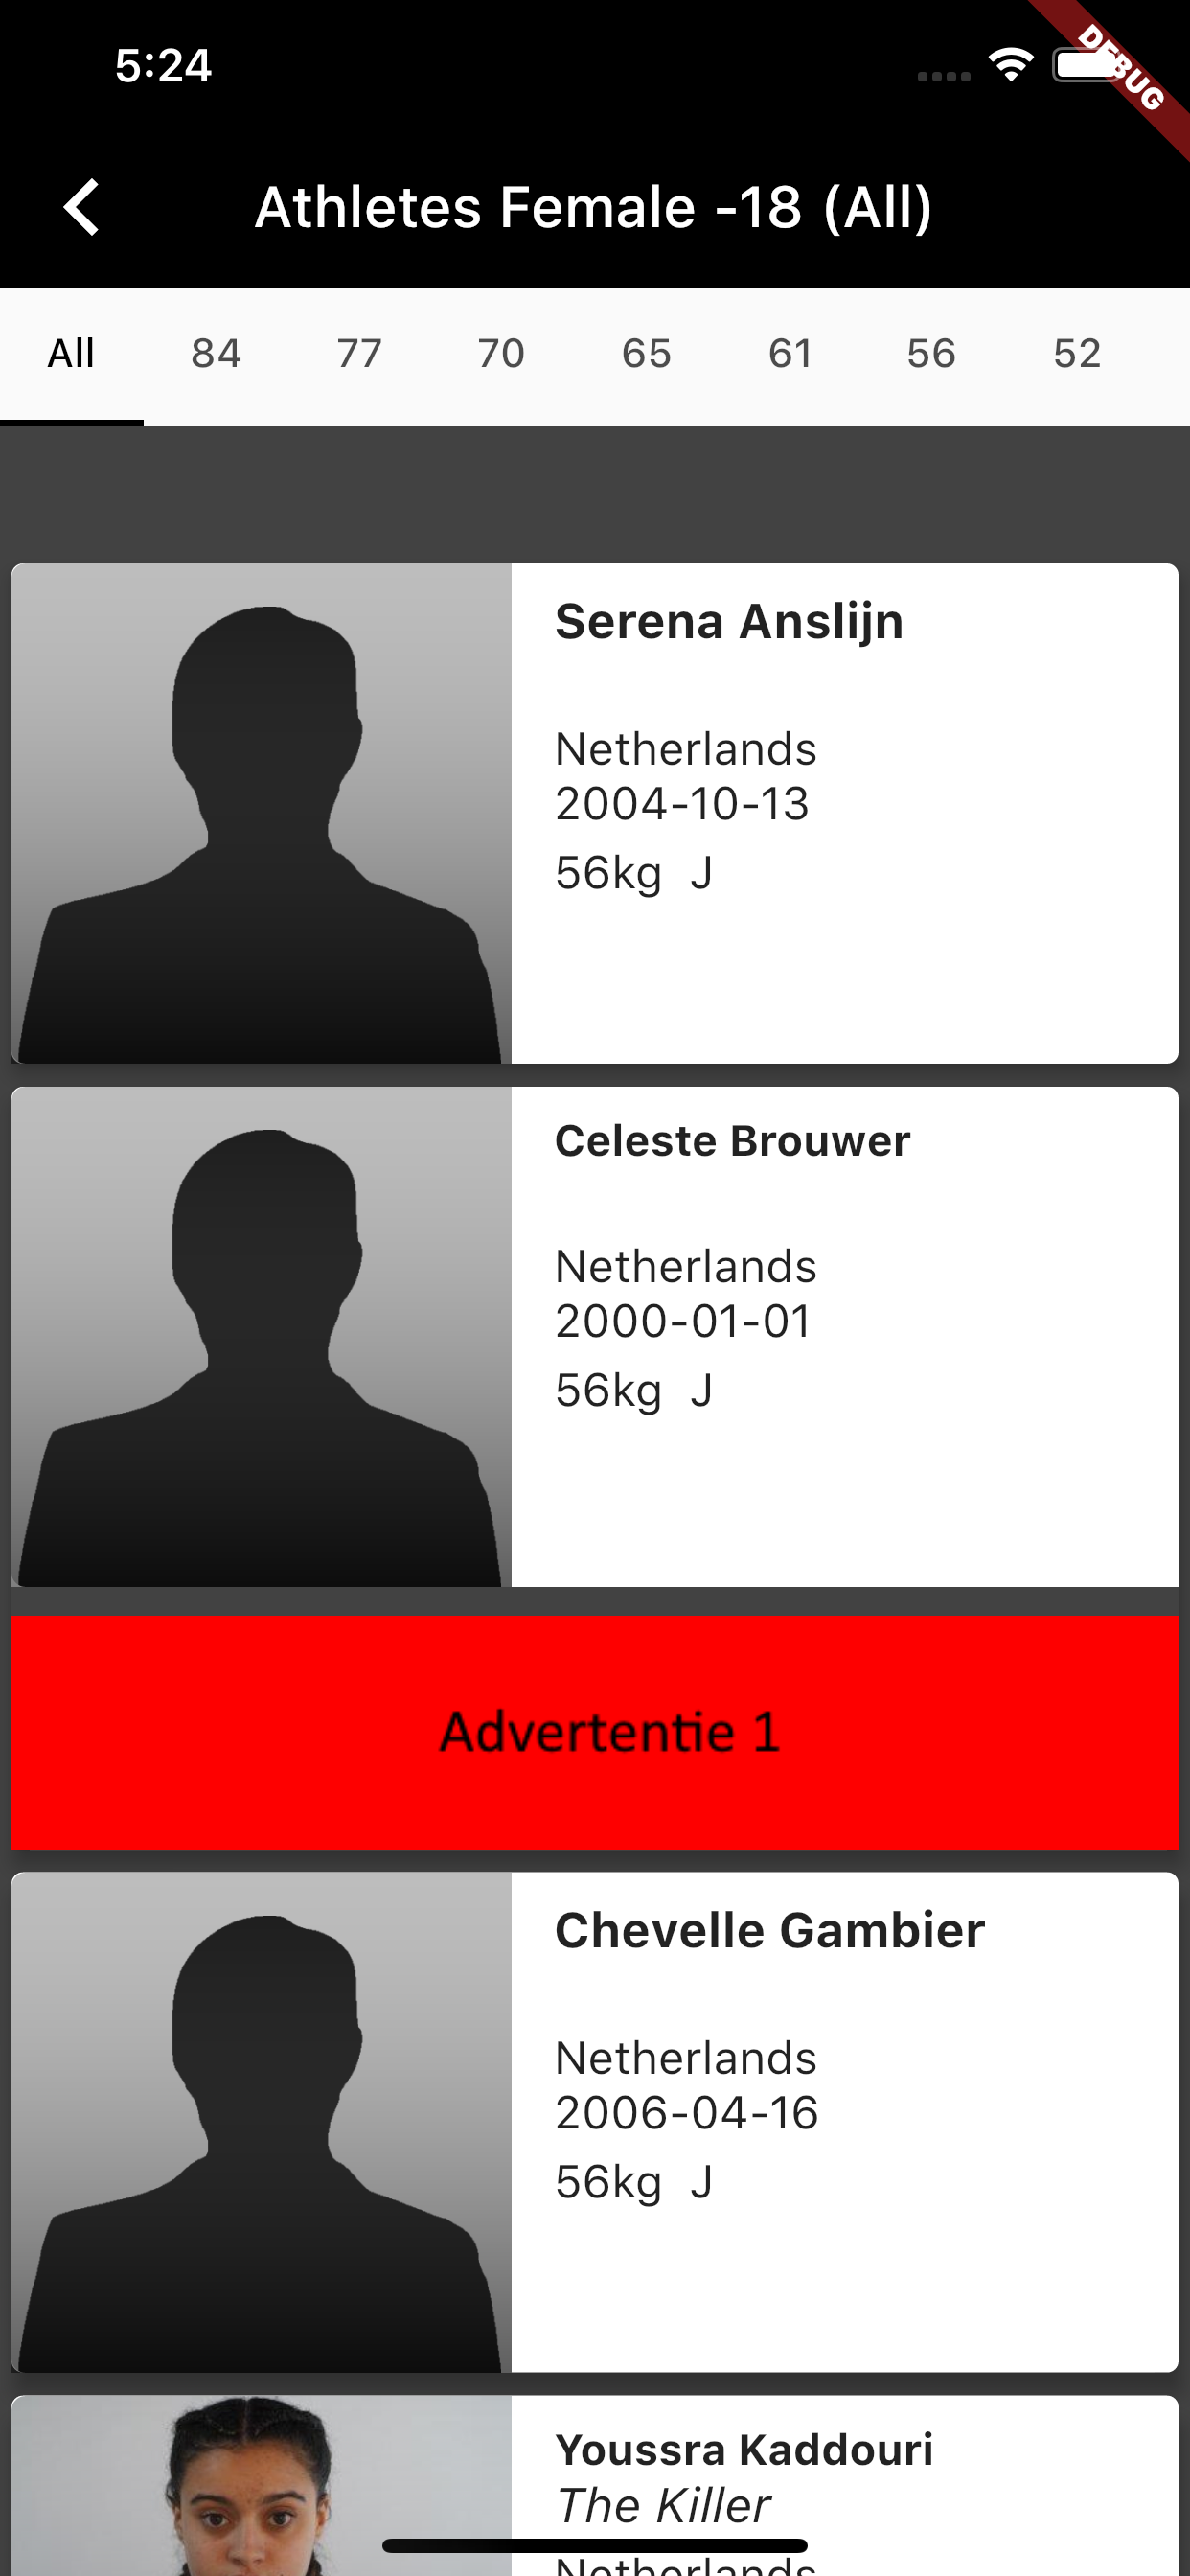 5:24
DEBUG
Athletes Female -18 (All)
All 84 77 70 65 61 56 52
Serena Anslijn
Netherlands
2004-10-13
56kg J
Celeste Brouwer
Netherlands
2000-01-01
56kg J
Advertentie 1
Chevelle Gambier
Netherlands
2006-04-16
56kg J
Youssra Kaddouri
The Killer
Netherlands